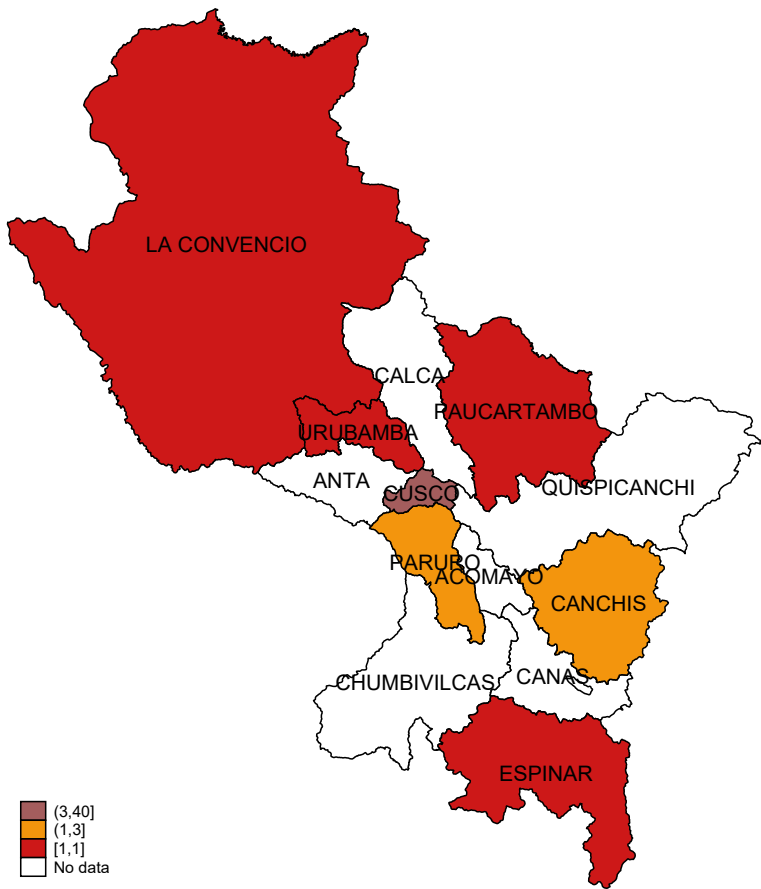 LA CONVENCIO
CALCA
PAUCARTAMBO
URUBAMBA
ANTA
CUSCO
QUISPICANCHI
PARURO
ACOMAYO
CANCHIS
CHUMBIVILCAS
CANAS
ESPINAR
(3,40]
(1,3]
[1,1]
No data